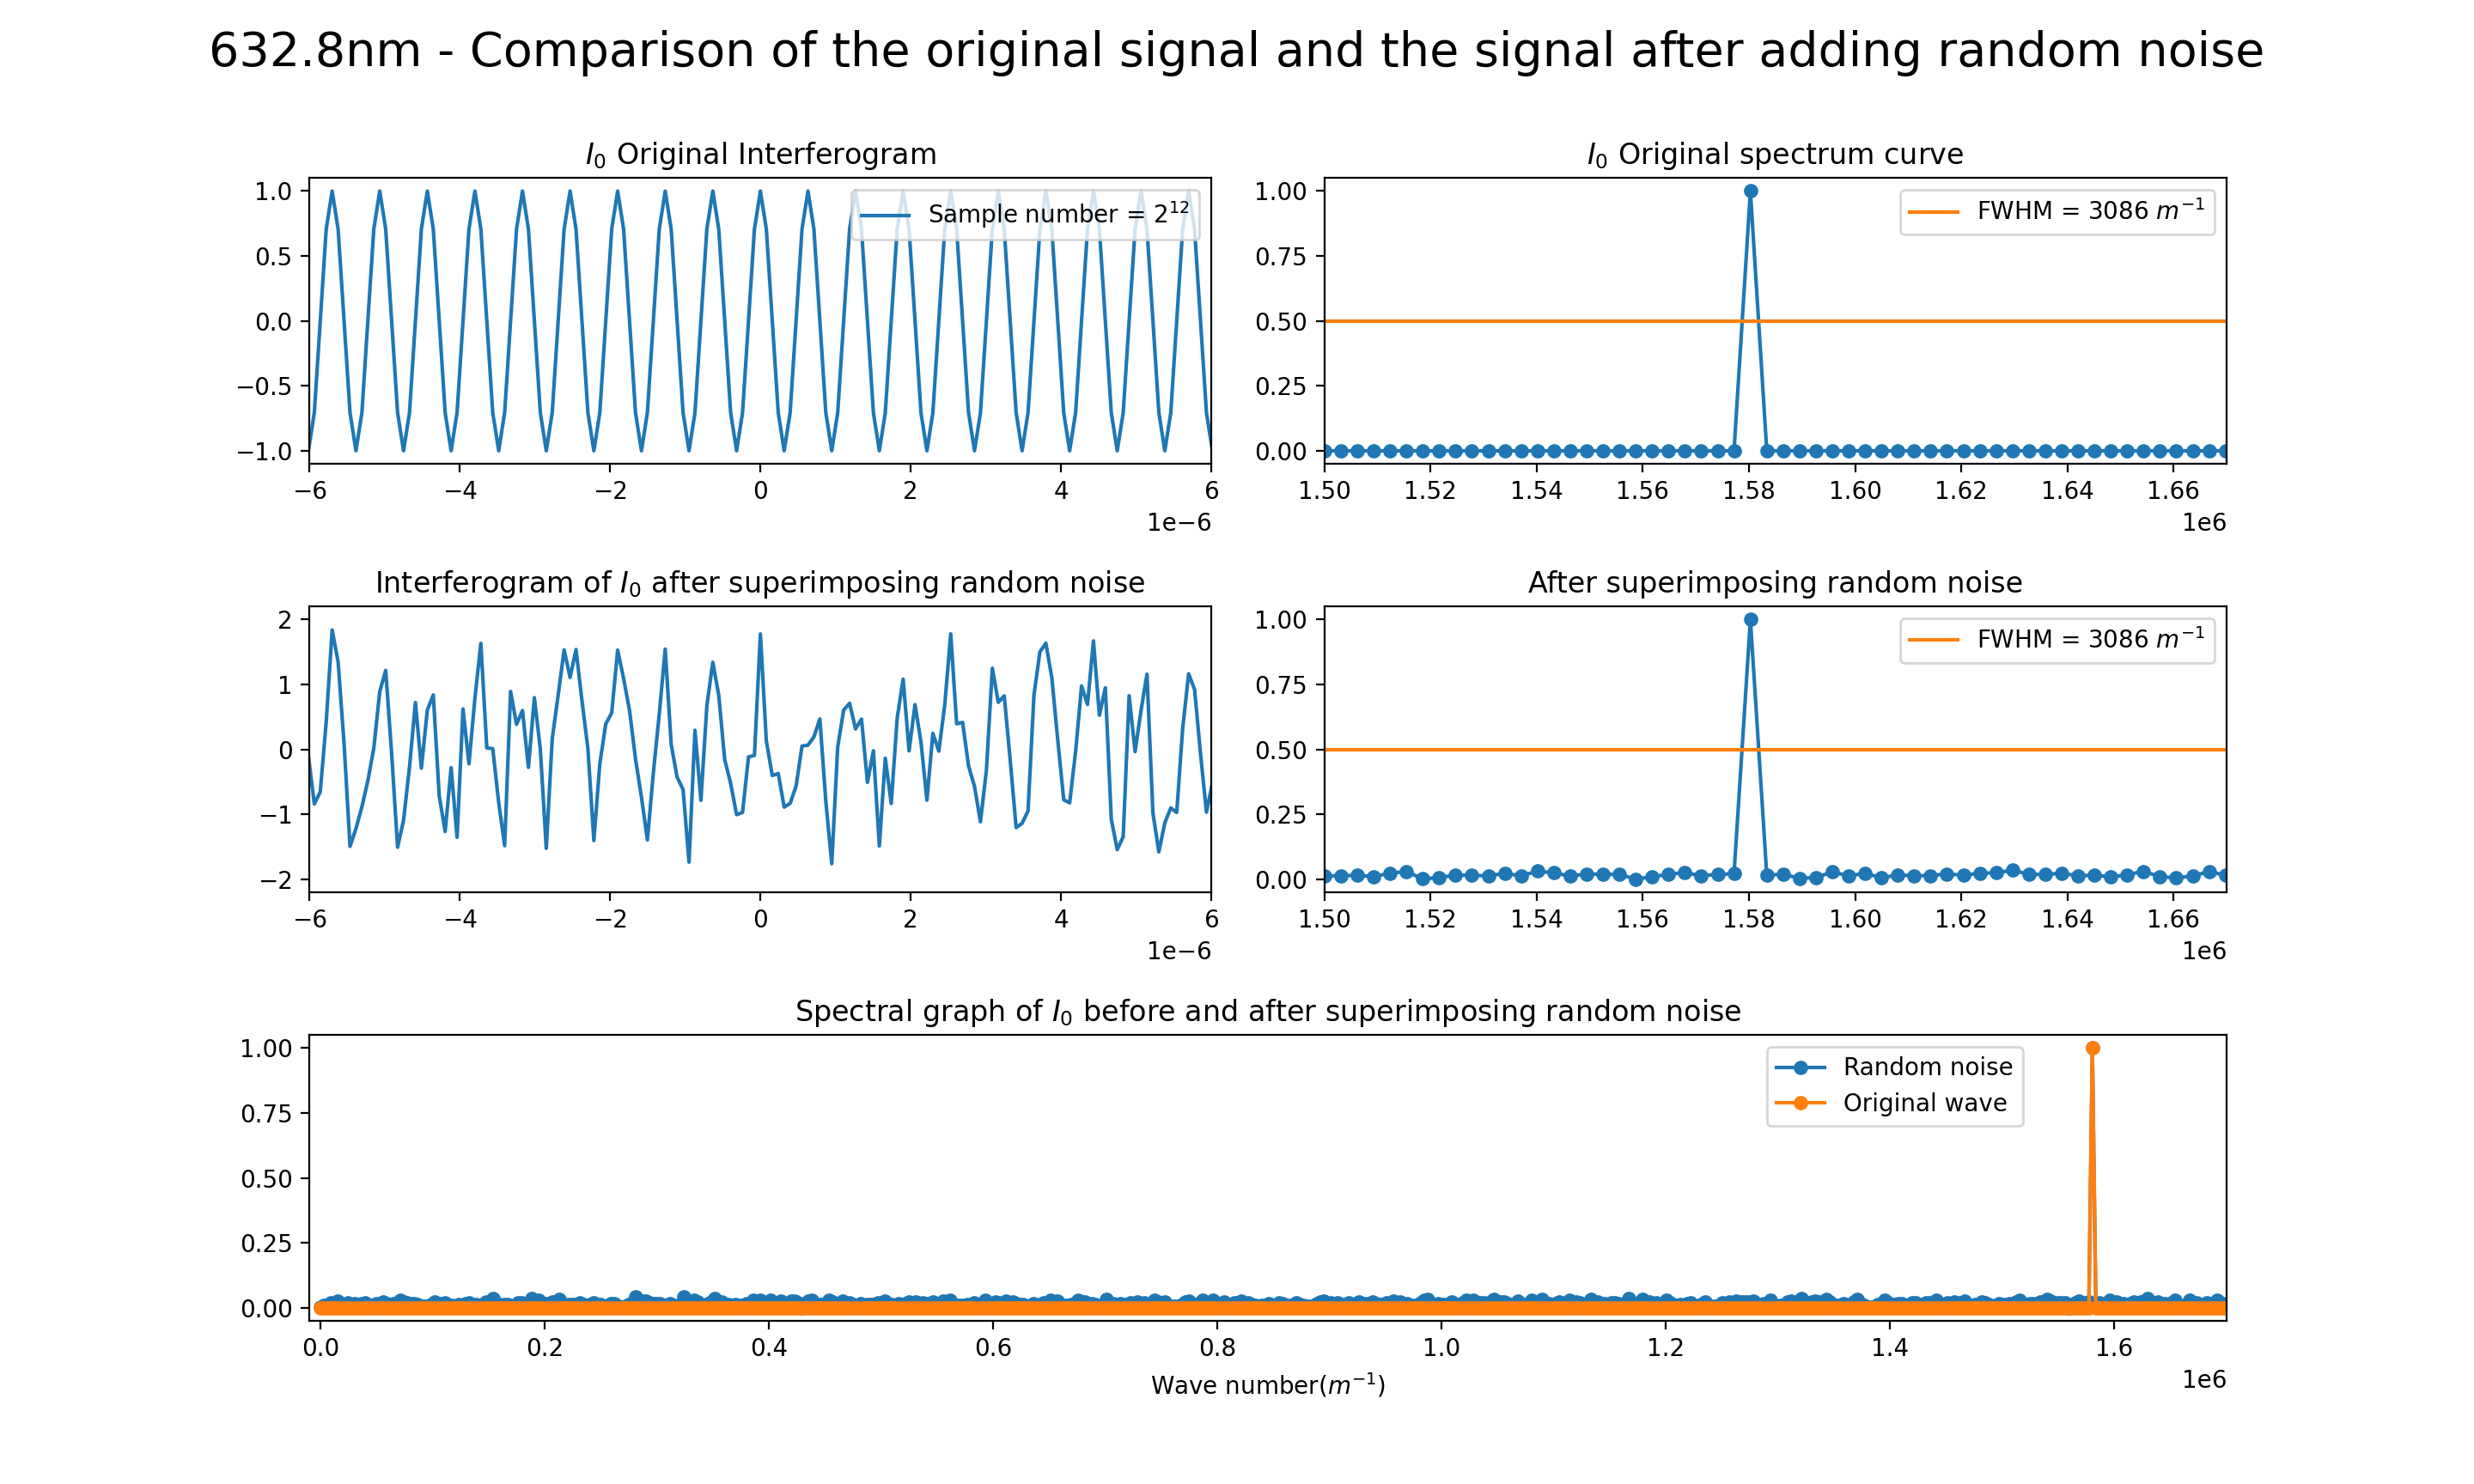 632.8nm - Comparison of the original signal and the signal after adding random noise
I₀ Original Interferogram
1.0
0.5
0.0
−0.5
−1.0
Sample number = 2¹²
−6 −4 −2 0 2 4 6
1e−6
I₀ Original spectrum curve
1.00
0.75
0.50
0.25
0.00
FWHM = 3086 m⁻¹
1.50 1.52 1.54 1.56 1.58 1.60 1.62 1.64 1.66
1e6
Interferogram of I₀ after superimposing random noise
2
1
0
−1
−2
−6 −4 −2 0 2 4 6
1e−6
After superimposing random noise
1.00
0.75
0.50
0.25
0.00
FWHM = 3086 m⁻¹
1.50 1.52 1.54 1.56 1.58 1.60 1.62 1.64 1.66
1e6
Spectral graph of I₀ before and after superimposing random noise
1.00
0.75
0.50
0.25
0.00
Random noise
Original wave
0.0 0.2 0.4 0.6 0.8 1.0 1.2 1.4 1.6
1e6
Wave number(m⁻¹)